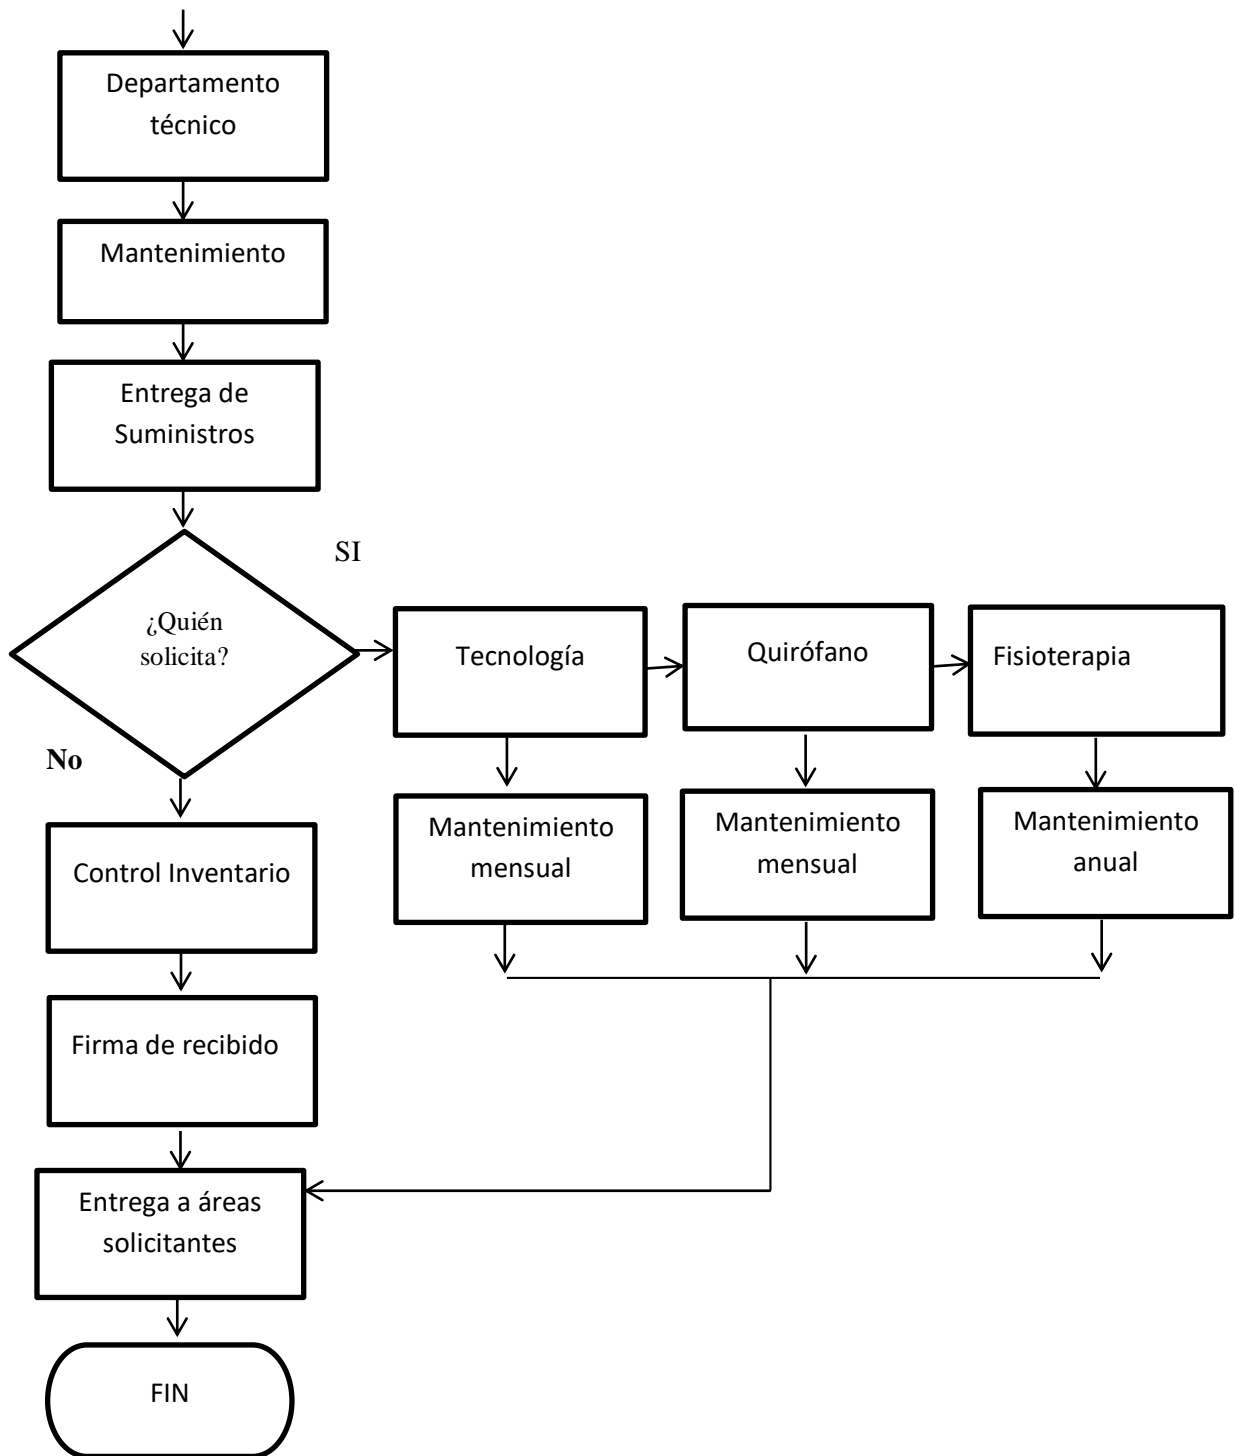 Departamento
técnico
Mantenimiento
Entrega de
Suministros
SI
¿Quién
solicita?
Tecnología
Quirófano
Fisioterapia
No
Mantenimiento
mensual
Mantenimiento
mensual
Mantenimiento
anual
Control Inventario
Firma de recibido
Entrega a áreas
solicitantes
FIN